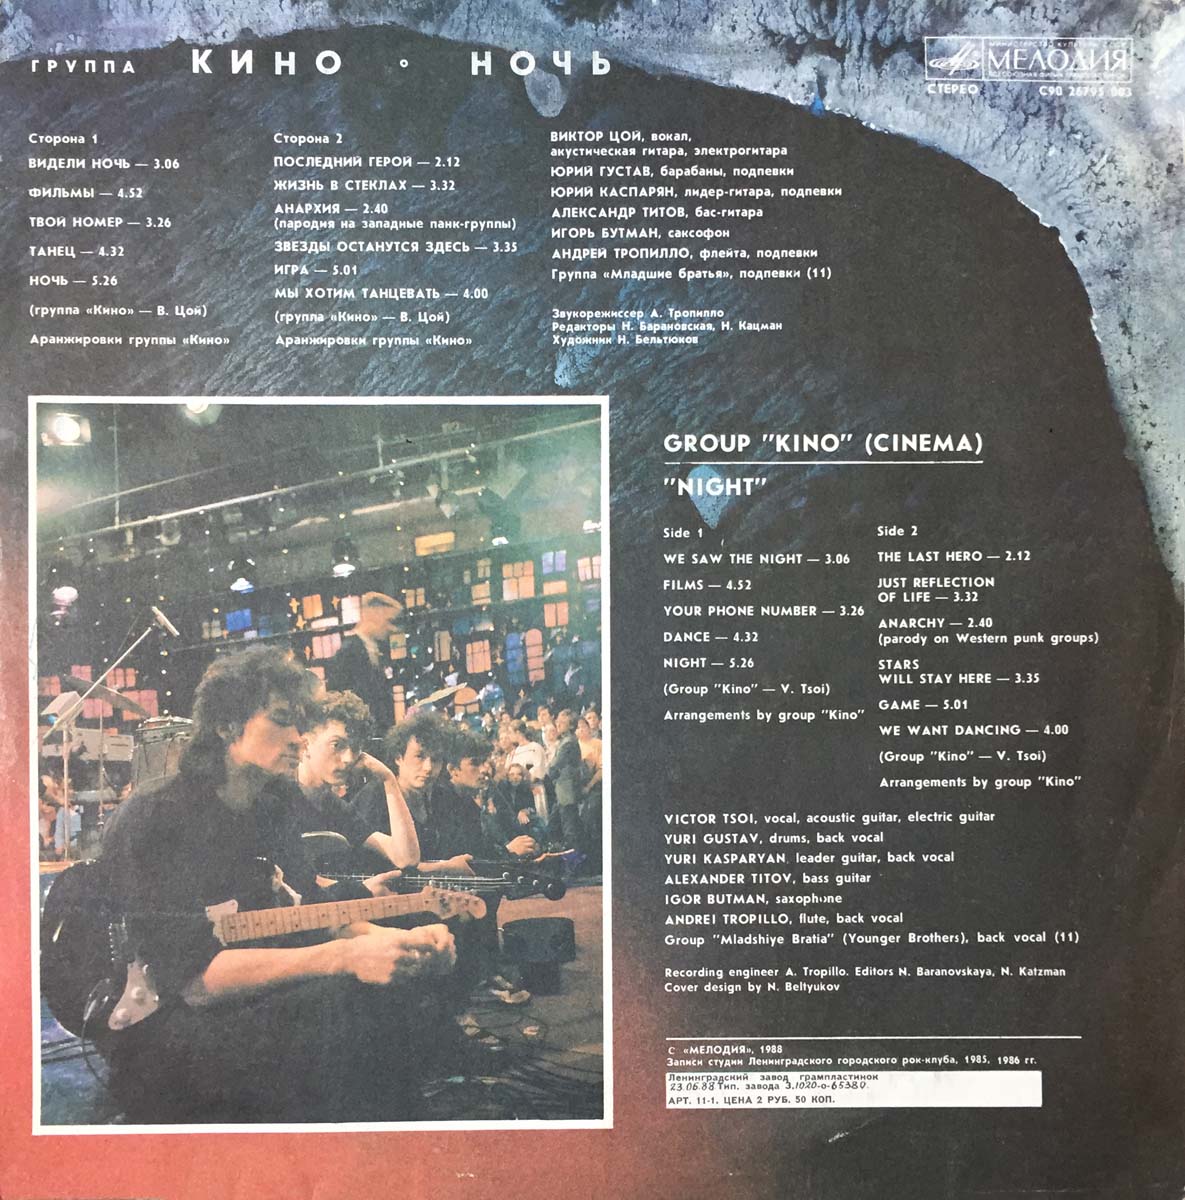 ГРУППА КИНО ° НОЧЬ
МЕЛОДИЯ
СТЕРЕО С90 26795 003
Сторона 1
ВИДЕЛИ НОЧЬ — 3.06
ФИЛЬМЫ — 4.52
ТВОЙ НОМЕР — 3.26
ТАНЕЦ — 4.32
НОЧЬ — 5.26
(группа «Кино» — В. Цой)
Аранжировки группы «Кино»
Сторона 2
ПОСЛЕДНИЙ ГЕРОЙ — 2.12
ЖИЗНЬ В СТЕКЛАХ — 3.32
АНАРХИЯ — 2.40
(пародия на западные панк-группы)
ЗВЕЗДЫ ОСТАНУТСЯ ЗДЕСЬ — 3.35
ИГРА — 5.01
МЫ ХОТИМ ТАНЦЕВАТЬ — 4.00
(группа «Кино» — В. Цой)
Аранжировки группы «Кино»
ВИКТОР ЦОЙ, вокал,
акустическая гитара, электрогитара
ЮРИЙ ГУСТАВ, барабаны, подпевки
ЮРИЙ КАСПАРЯН, лидер-гитара, подпевки
АЛЕКСАНДР ТИТОВ, бас-гитара
ИГОРЬ БУТМАН, саксофон
АНДРЕЙ ТРОПИЛЛО, флейта, подпевки
Группа «Младшие братья», подпевки (11)
Звукорежиссер А. Тропилло
Редакторы Н. Барановская, Н. Кацман
Художник Н. Бельтюков
GROUP "KINO" (CINEMA)
"NIGHT"
Side 1
WE SAW THE NIGHT — 3.06
FILMS — 4.52
YOUR PHONE NUMBER — 3.26
DANCE — 4.32
NIGHT — 5.26
(Group "Kino" — V. Tsoi)
Arrangements by group "Kino"
Side 2
THE LAST HERO — 2.12
JUST REFLECTION
OF LIFE — 3.32
ANARCHY — 2.40
(parody on Western punk groups)
STARS
WILL STAY HERE — 3.35
GAME — 5.01
WE WANT DANCING — 4.00
(Group "Kino" — V. Tsoi)
Arrangements by group "Kino"
VICTOR TSOI, vocal, acoustic guitar, electric guitar
YURI GUSTAV, drums, back vocal
YURI KASPARYAN, leader guitar, back vocal
ALEXANDER TITOV, bass guitar
IGOR BUTMAN, saxophone
ANDREI TROPILLO, flute, back vocal
Group "Mladshiye Bratia" (Younger Brothers), back vocal (11)
Recording engineer A. Tropillo. Editors N. Baranovskaya, N. Katzman
Cover design by N. Beltyukov
С «МЕЛОДИЯ», 1988
Записи студии Ленинградского городского рок-клуба, 1985, 1986 гг.
Ленинградский завод грампластинок
23.06.88 Тип. завода З.1020-0-65380
АРТ. 11-1. ЦЕНА 2 РУБ. 50 КОП.